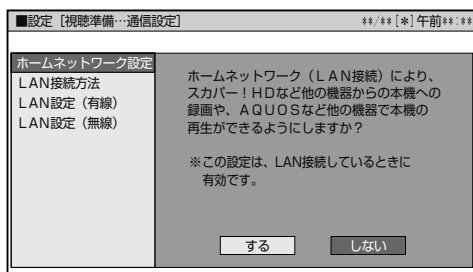 ■設定［視聴準備…通信設定］ **/**［*］午前**:**
ホームネットワーク設定
ＬＡＮ接続方法
ＬＡＮ設定（有線）
ＬＡＮ設定（無線）
ホームネットワーク（ＬＡＮ接続）により、
スカパー！ＨＤなど他の機器からの本機への
録画や、ＡＱＵＯＳなど他の機器で本機の
再生ができるようにしますか？
※この設定は、LAN接続しているときに
有効です。
する しない